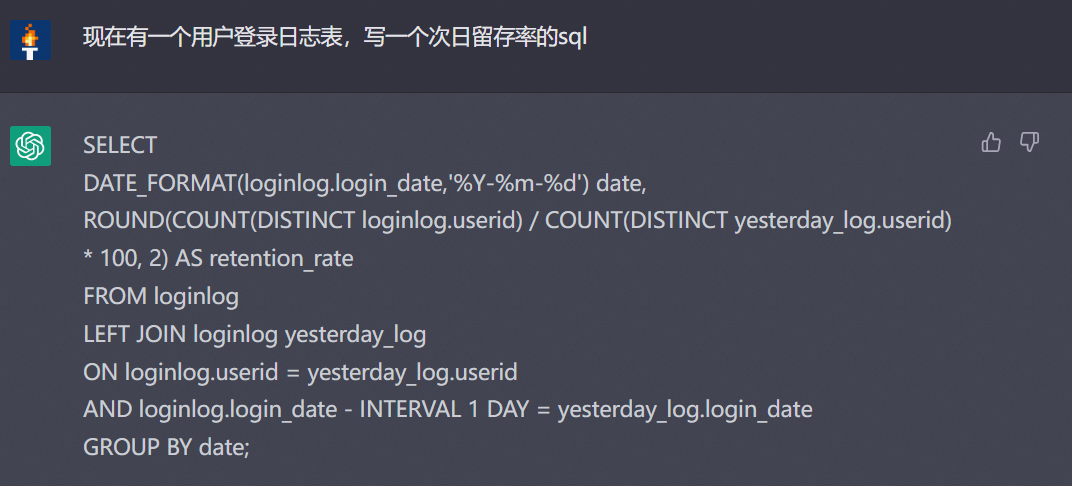 现在有一个用户登录日志表，写一个次日留存率的sql
SELECT
DATE_FORMAT(loginlog.login_date,'%Y-%m-%d') date,
ROUND(COUNT(DISTINCT loginlog.userid) / COUNT(DISTINCT yesterday_log.userid)
* 100, 2) AS retention_rate
FROM loginlog
LEFT JOIN loginlog yesterday_log
ON loginlog.userid = yesterday_log.userid
AND loginlog.login_date - INTERVAL 1 DAY = yesterday_log.login_date
GROUP BY date;